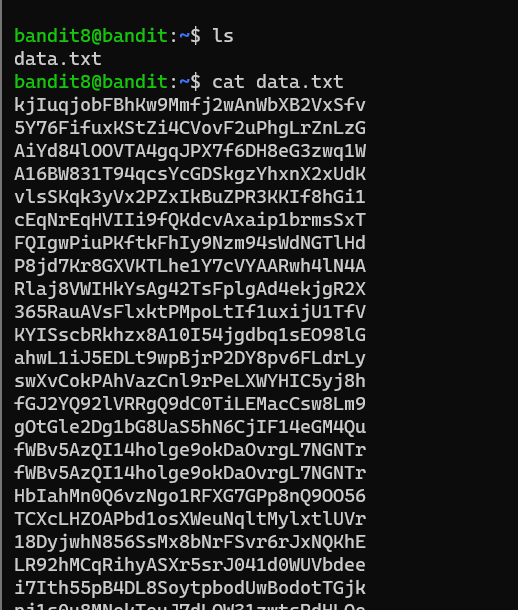 bandit8@bandit:~$ ls
data.txt
bandit8@bandit:~$ cat data.txt
kjIuqjobFBhKw9Mmfj2wAnWbXB2VxSfv
5Y76FifuxKStZi4CVovF2uPhgLrZnLzG
AiYd84lOOVTA4gqJPX7f6DH8eG3zwq1W
A16BW831T94qcsYcGDSkgzYhxnX2xUdK
vlsSKqk3yVx2PZxIkBuZPR3KKIf8hGi1
cEqNrEqHVIIi9fQKdcvAxaip1brmsSxT
FQIgwPiuPKftkFhIy9Nzm94sWdNGTlHd
P8jd7Kr8GXVKTLhe1Y7cVYAARwh4lN4A
Rlaj8VWIHkYsAg42TsFplgAd4ekjgR2X
365RauAVsFlxktPMpoLtIf1uxijU1TfV
KYISscbRkhzx8A10I54jgdbq1sEO98lG
ahwL1iJ5EDLt9wpBjrP2DY8pv6FLdrLy
swXvCokPAhVazCnl9rPeLXWYHIC5yj8h
fGJ2YQ92lVRRgQ9dC0TiLEMacCsw8Lm9
gOtGle2Dg1bG8UaS5hN6CjIF14eGM4Qu
fWBv5AzQI14holge9okDaOvrgL7NGNTr
fWBv5AzQI14holge9okDaOvrgL7NGNTr
HbIahMn0Q6vzNgo1RFXG7GPp8nQ9OO56
TCXcLHZOAPbd1osXWeuNqltMylxtlUVr
18DyjwhN856SsMx8bNrFSvr6rJxNQKhE
LR92hMCqRihyASXr5srJ041d0WUVbdee
i7Ith55pB4DL8SoytpbodUwBodotTGjk